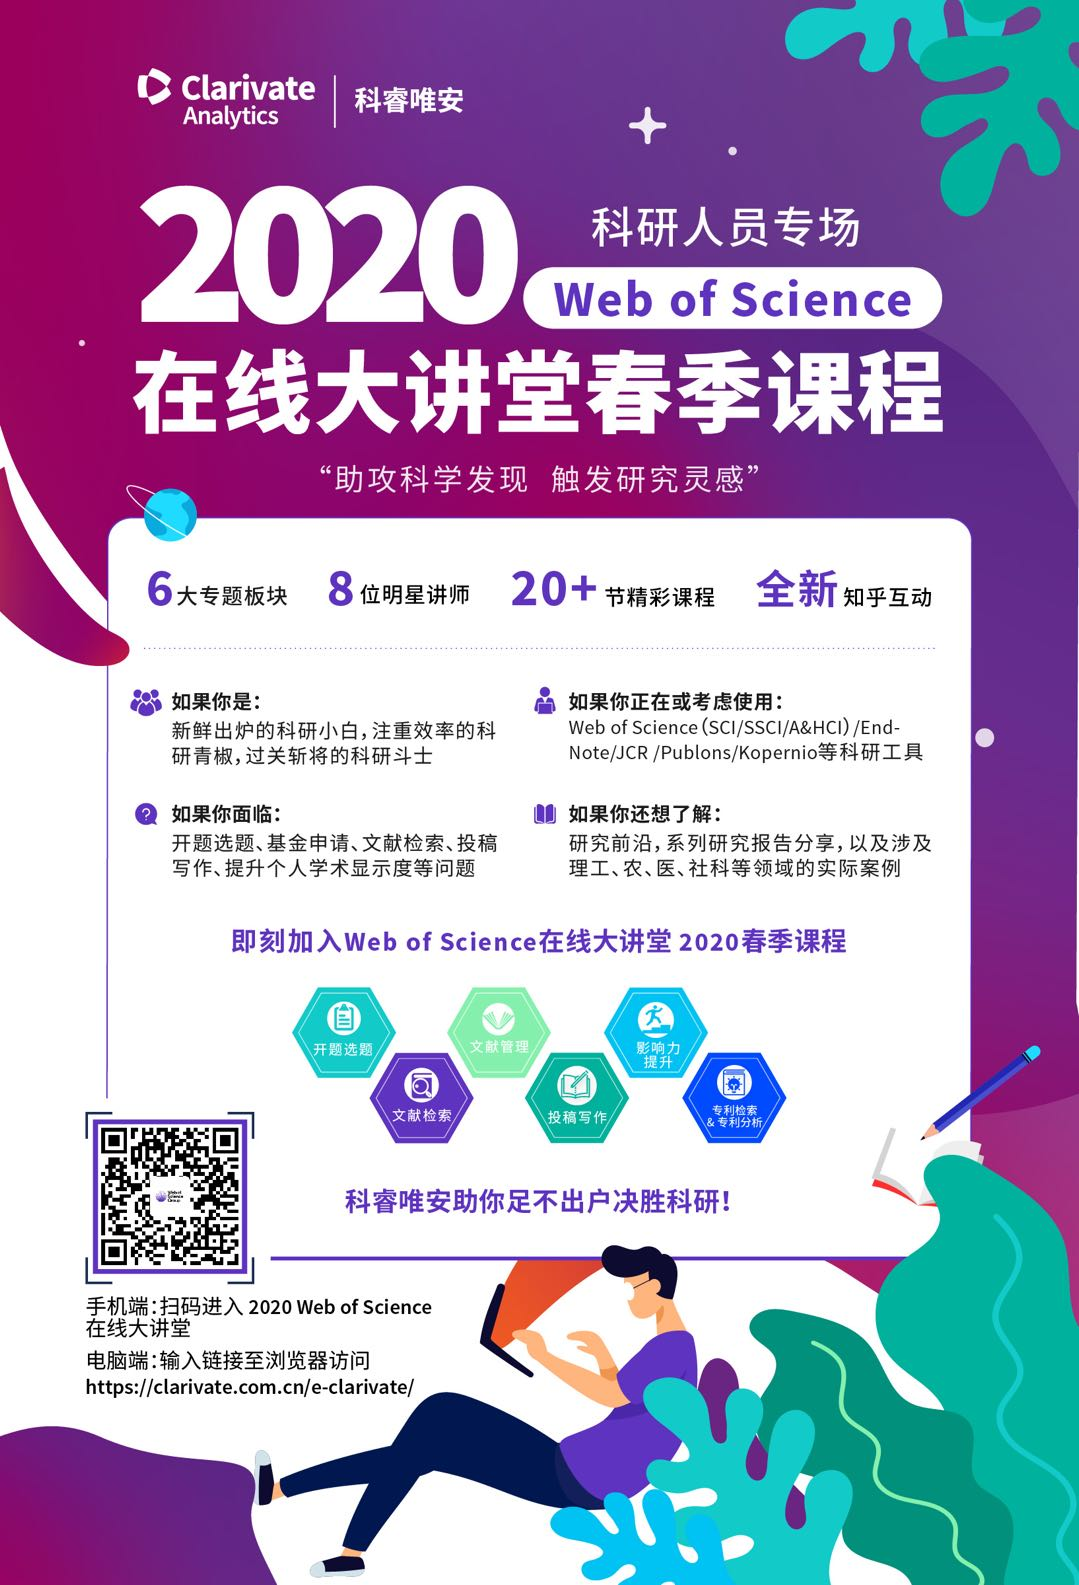 Clarivate
Analytics
科睿唯安
2020
科研人员专场
Web of Science
在线大讲堂春季课程
“助攻科学发现 触发研究灵感”
6大专题板块
8位明星讲师
20+节精彩课程
全新知乎互动
如果你是：
新鲜出炉的科研小白，注重效率的科
研青椒，过关斩将的科研斗士
如果你正在或考虑使用：
Web of Science（SCI/SSCI/A&HCI）/End-
Note/JCR /Publons/Kopernio等科研工具
如果你面临：
开题选题、基金申请、文献检索、投稿
写作、提升个人学术显示度等问题
如果你还想了解：
研究前沿，系列研究报告分享，以及涉及
理工、农、医、社科等领域的实际案例
即刻加入Web of Science在线大讲堂 2020春季课程
开题选题
文献管理
影响力
提升
文献检索
投稿写作
专利检索
& 专利分析
Web of
Science
Group
科睿唯安助你足不出户决胜科研！
手机端：扫码进入 2020 Web of Science
在线大讲堂
电脑端：输入链接至浏览器访问
https://clarivate.com.cn/e-clarivate/